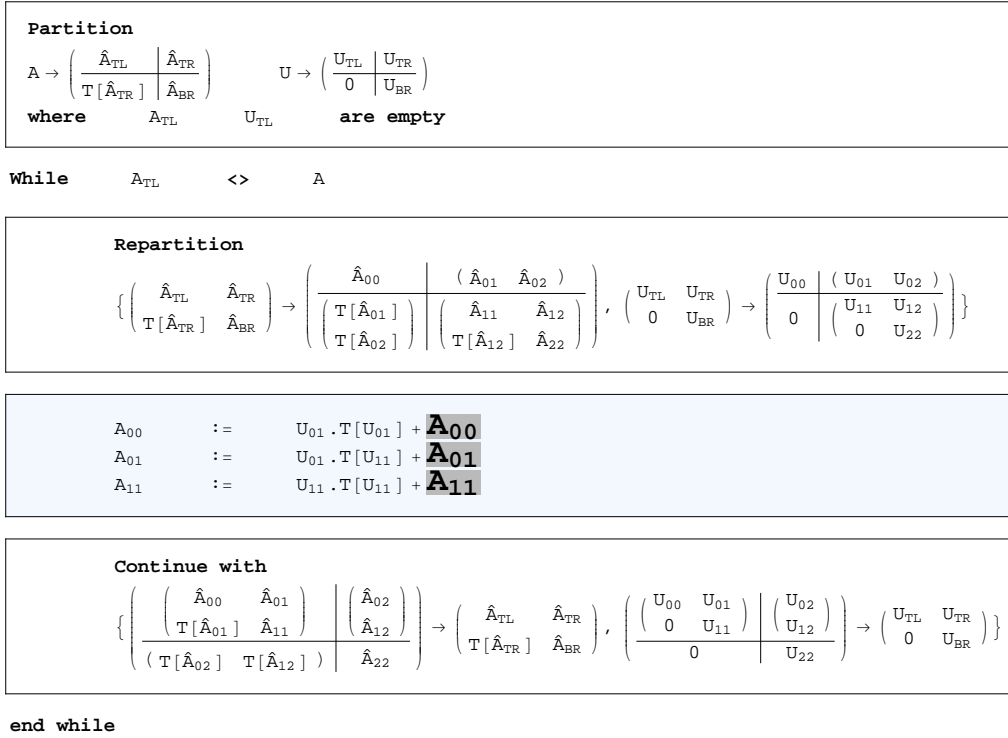 Partition
A → ( Â_TL | Â_TR ; T[Â_TR] | Â_BR ) U → ( U_TL | U_TR ; 0 | U_BR )
where A_TL U_TL are empty
While A_TL <> A
Repartition
{ ( Â_TL Â_TR ; T[Â_TR] Â_BR ) → ( Â_00 | ( Â_01 Â_02 ) ; ( T[Â_01] ; T[Â_02] ) | ( Â_11 Â_12 ; T[Â_12] Â_22 ) ) , ( U_TL U_TR ; 0 U_BR ) → ( U_00 | ( U_01 U_02 ) ; 0 | ( U_11 U_12 ; 0 U_22 ) ) }
A_00 := U_01 . T[U_01] + A_00
A_01 := U_01 . T[U_11] + A_01
A_11 := U_11 . T[U_11] + A_11
Continue with
{ ( ( Â_00 Â_01 ; T[Â_01] Â_11 ) | ( Â_02 ; Â_12 ) ; ( T[Â_02] T[Â_12] ) | Â_22 ) → ( Â_TL Â_TR ; T[Â_TR] Â_BR ) , ( ( U_00 U_01 ; 0 U_11 ) | ( U_02 ; U_12 ) ; 0 | U_22 ) → ( U_TL U_TR ; 0 U_BR ) }
end while